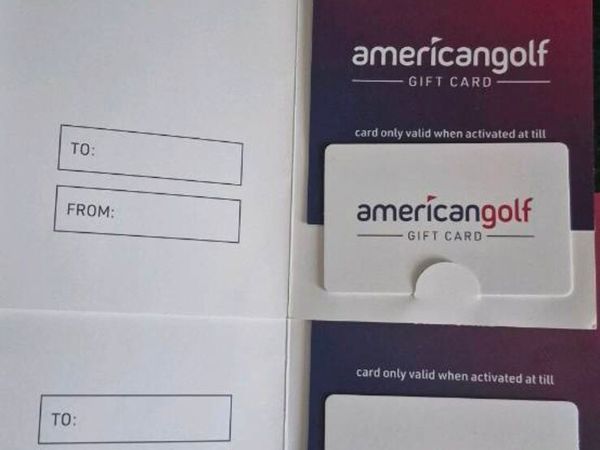 americangolf
GIFT CARD
card only valid when activated at till
TO:
FROM:
americangolf
GIFT CARD
card only valid when activated at till
TO: